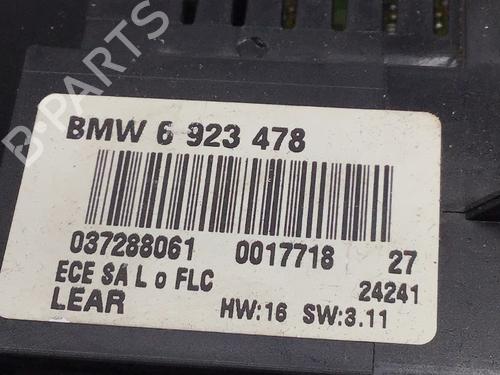 B-PARTS
BMW 6 923 478
037288061 0017718 27
ECE SA L o FLC 24241
LEAR HW:16 SW:3.11